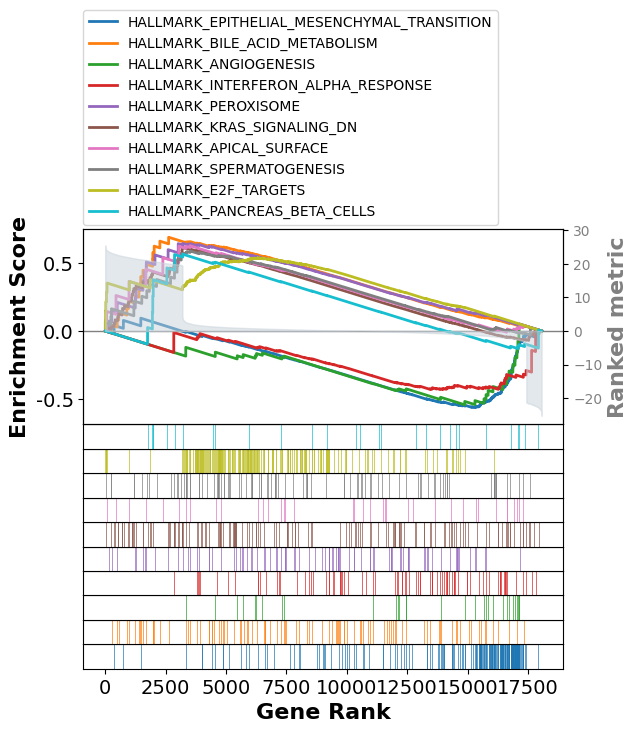 HALLMARK_EPITHELIAL_MESENCHYMAL_TRANSITION
HALLMARK_BILE_ACID_METABOLISM
HALLMARK_ANGIOGENESIS
HALLMARK_INTERFERON_ALPHA_RESPONSE
HALLMARK_PEROXISOME
HALLMARK_KRAS_SIGNALING_DN
HALLMARK_APICAL_SURFACE
HALLMARK_SPERMATOGENESIS
HALLMARK_E2F_TARGETS
HALLMARK_PANCREAS_BETA_CELLS
Enrichment Score
0.5
0.0
-0.5
30
20
10
0
−10
−20
Ranked metric
0 2500 5000 7500 10000 12500 15000 17500
Gene Rank